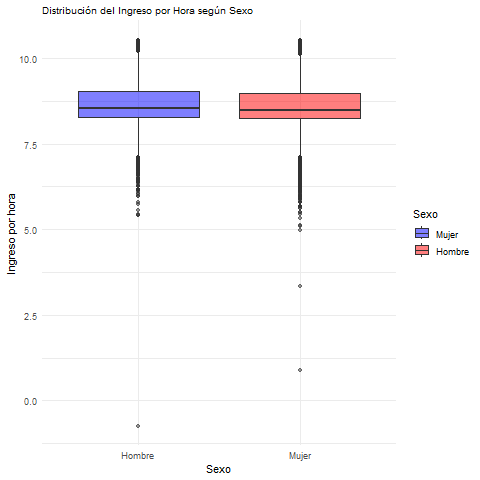 Distribución del Ingreso por Hora según Sexo
10.0
7.5
5.0
2.5
0.0
Ingreso por hora
Hombre
Mujer
Sexo
Sexo
Mujer
Hombre